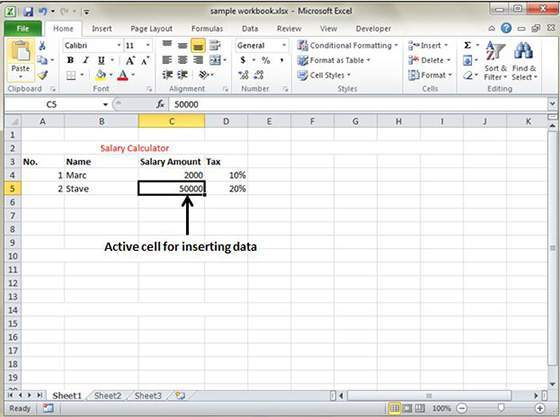 sample workbook.xlsx - Microsoft Excel
File Home Insert Page Layout Formulas Data Review View Developer
Paste
Calibri 11
B I U
A A
General
$ % ,
Conditional Formatting
Format as Table
Cell Styles
Insert
Delete
Format
Σ
Sort & Filter
Find & Select
Clipboard Font Alignment Number Styles Cells Editing
C5 fx 50000
A B C D E F G H I J K
1
2 Salary Calculator
3 No. Name Salary Amount Tax
4 1 Marc 2000 10%
5 2 Stave 50000 20%
6
7
8
9 Active cell for inserting data
10
11
12
13
14
15
16
17
18
19
Sheet1 Sheet2 Sheet3
Ready 100%